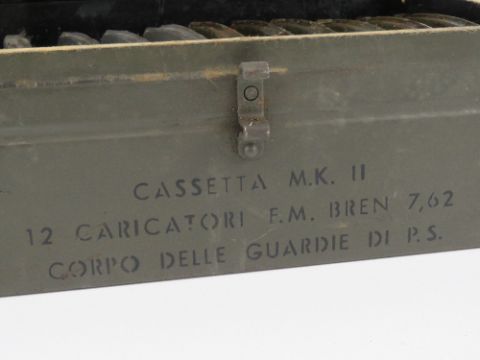 CASSETTA M.K. II
12 CARICATORI F.M. BREN 7,62
CORPO DELLE GUARDIE DI P.S.